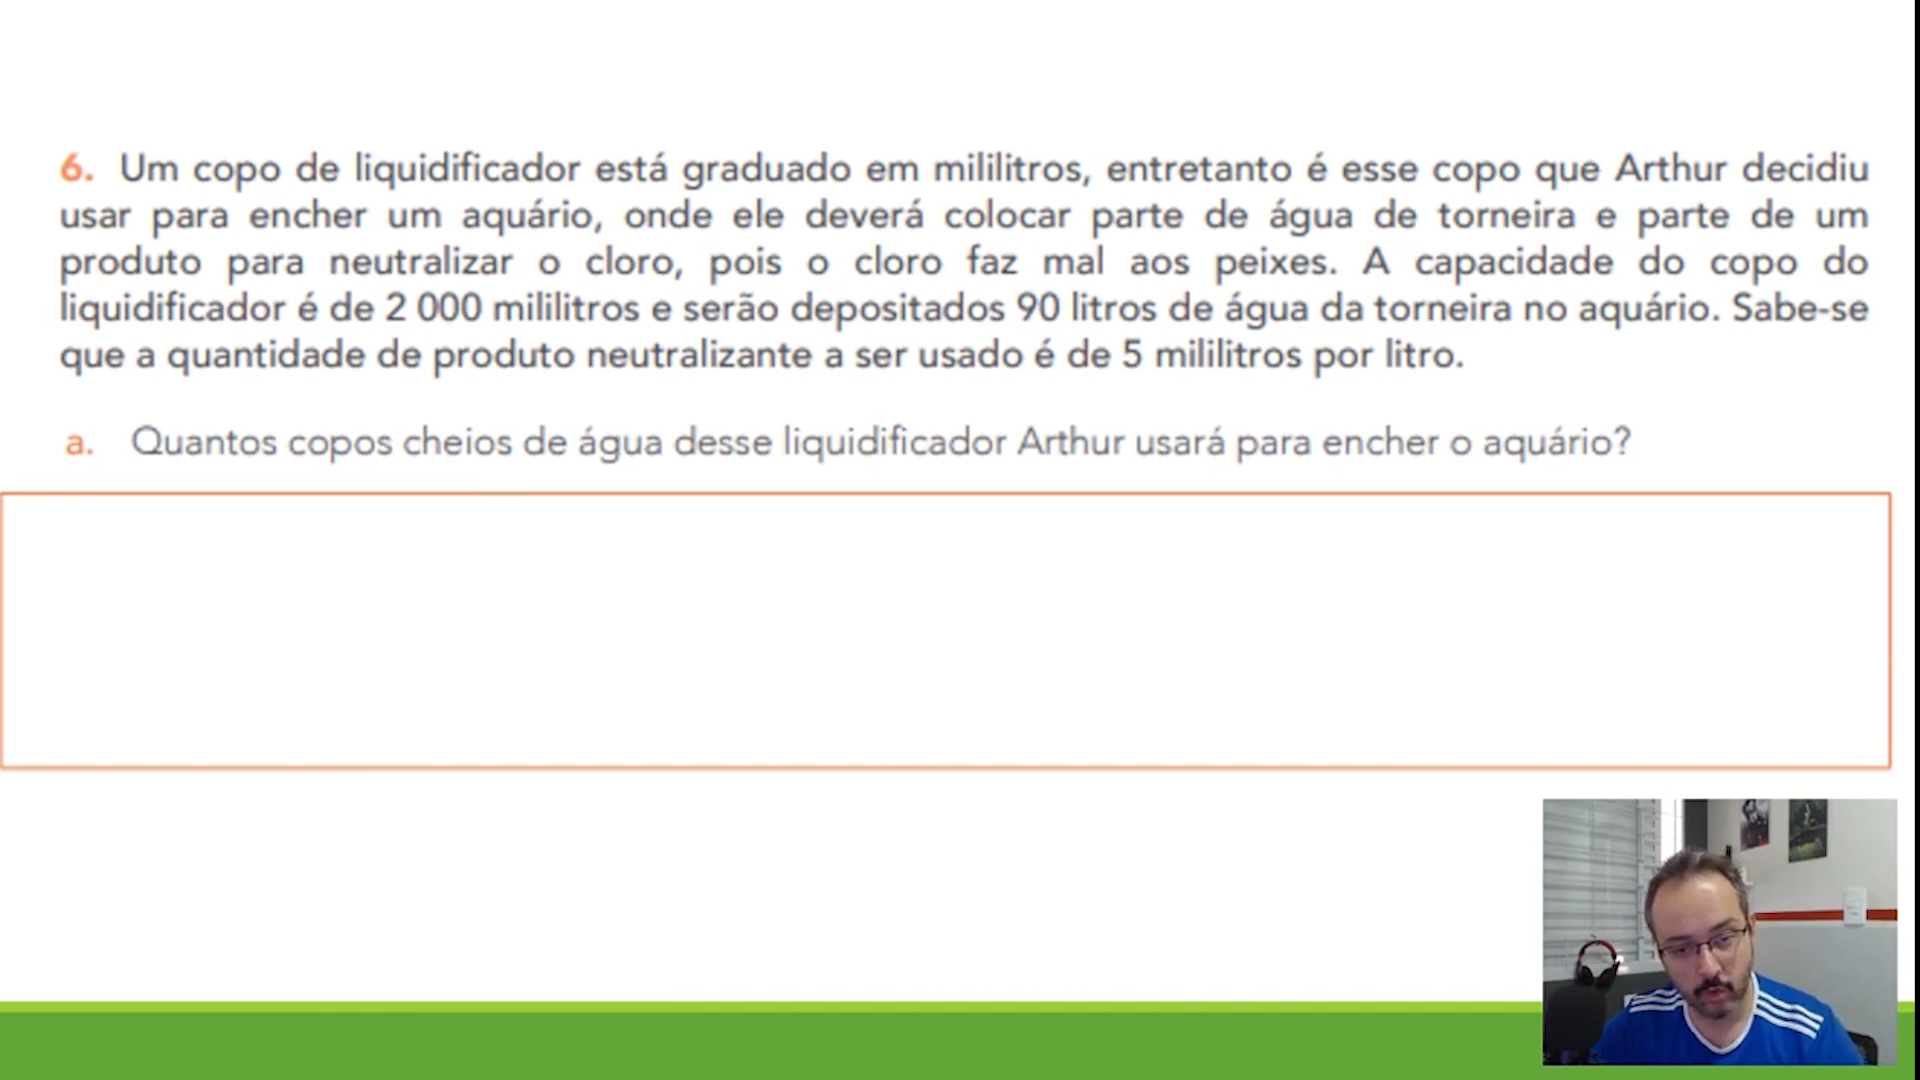 6. Um copo de liquidificador está graduado em mililitros, entretanto é esse copo que Arthur decidiu
usar para encher um aquário, onde ele deverá colocar parte de água de torneira e parte de um
produto para neutralizar o cloro, pois o cloro faz mal aos peixes. A capacidade do copo do
liquidificador é de 2 000 mililitros e serão depositados 90 litros de água da torneira no aquário. Sabe-se
que a quantidade de produto neutralizante a ser usado é de 5 mililitros por litro.
a. Quantos copos cheios de água desse liquidificador Arthur usará para encher o aquário?